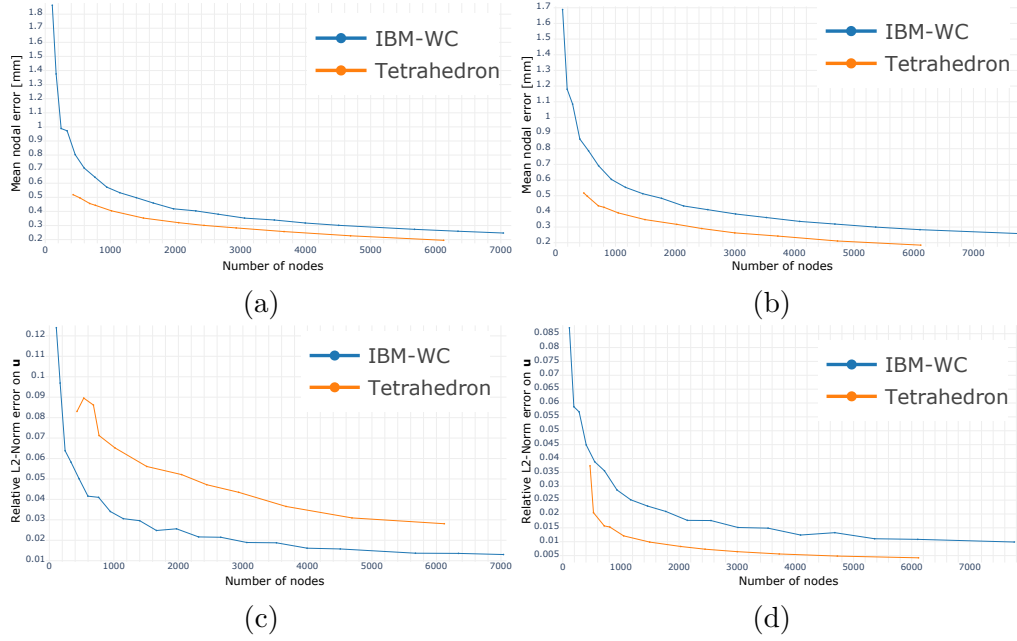 Mean nodal error [mm]
1.8
1.7
1.6
1.5
1.4
1.3
1.2
1.1
1
0.9
0.8
0.7
0.6
0.5
0.4
0.3
0.2
IBM-WC
Tetrahedron
0 1000 2000 3000 4000 5000 6000 7000
Number of nodes
(a)
Mean nodal error [mm]
1.7
1.6
1.5
1.4
1.3
1.2
1.1
1
0.9
0.8
0.7
0.6
0.5
0.4
0.3
0.2
IBM-WC
Tetrahedron
0 1000 2000 3000 4000 5000 6000 7000
Number of nodes
(b)
Relative L2-Norm error on u
0.12
0.11
0.10
0.09
0.08
0.07
0.06
0.05
0.04
0.03
0.02
0.01
IBM-WC
Tetrahedron
0 1000 2000 3000 4000 5000 6000 7000
Number of nodes
(c)
Relative L2-Norm error on u
0.085
0.08
0.075
0.07
0.065
0.06
0.055
0.05
0.045
0.04
0.035
0.03
0.025
0.02
0.015
0.01
0.005
IBM-WC
Tetrahedron
0 1000 2000 3000 4000 5000 6000 7000
Number of nodes
(d)